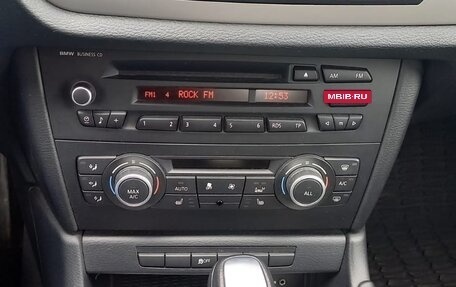 BMW BUSINESS CD
AM FM
FM1 4 ROCK FM 12:53
MBIB·RU
1 2 3 4 5 6 RDS TP
MAX A/C
AUTO
ALL
A/C
OFF